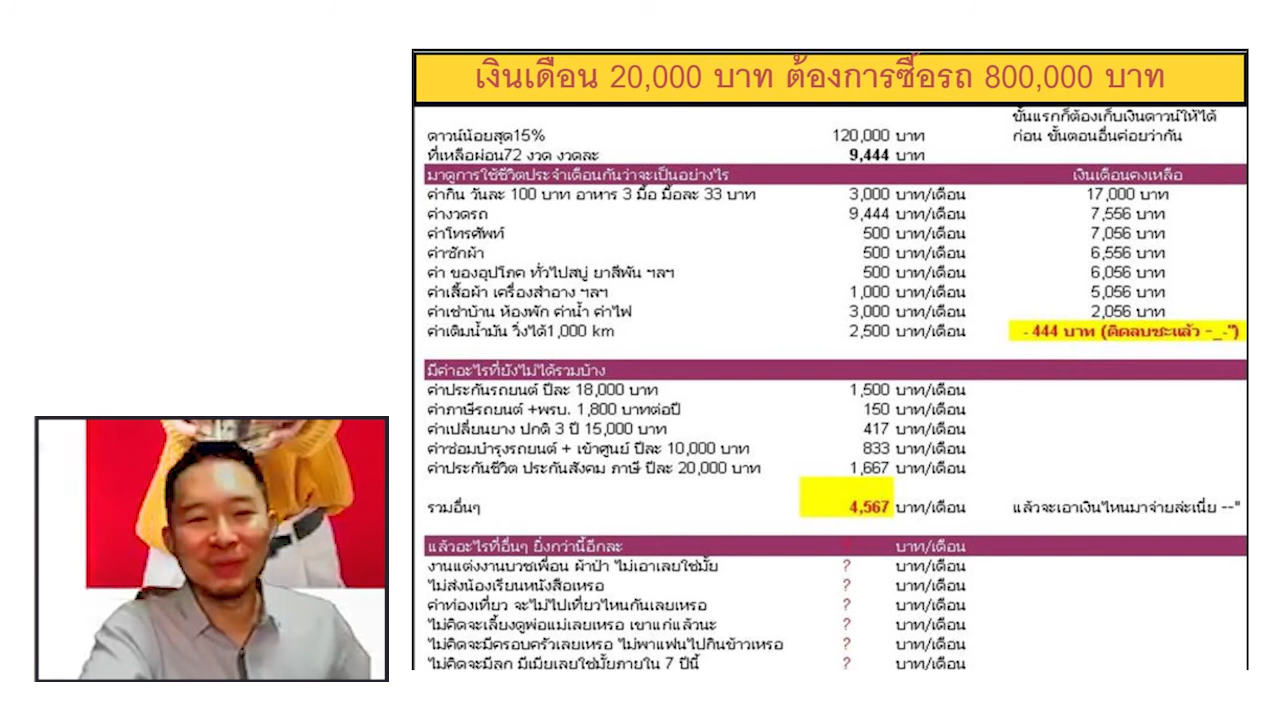 เงินเดือน 20,000 บาท ต้องการซื้อรถ 800,000 บาท
ดาวน์น้อยสุด15% 120,000 บาท ขั้นแรกก็ต้องเก็บเงินดาวน์ให้ได้ก่อน ขั้นตอนอื่นค่อยว่ากัน
ที่เหลือผ่อน72 งวด งวดละ 9,444 บาท
มาดูการใช้ชีวิตประจำเดือนกันว่าจะเป็นอย่างไร เงินเดือนคงเหลือ
ค่ากิน วันละ 100 บาท อาหาร 3 มื้อ มื้อละ 33 บาท 3,000 บาท/เดือน 17,000 บาท
ค่างวดรถ 9,444 บาท/เดือน 7,556 บาท
ค่าโทรศัพท์ 500 บาท/เดือน 7,056 บาท
ค่าซักผ้า 500 บาท/เดือน 6,556 บาท
ค่า ของอุปโภค ทั่วไปสบู่ ยาสีฟัน ฯลฯ 500 บาท/เดือน 6,056 บาท
ค่าเสื้อผ้า เครื่องสำอาง ฯลฯ 1,000 บาท/เดือน 5,056 บาท
ค่าเช่าบ้าน ห้องพัก ค่าน้ำ ค่าไฟ 3,000 บาท/เดือน 2,056 บาท
ค่าเติมน้ำมัน วิ่งได้1,000 km 2,500 บาท/เดือน - 444 บาท (ติดลบซะแล้ว -_-")
มีค่าอะไรที่ยังไม่ได้รวมบ้าง
ค่าประกันรถยนต์ ปีละ 18,000 บาท 1,500 บาท/เดือน
ค่าภาษีรถยนต์ +พรบ. 1,800 บาทต่อปี 150 บาท/เดือน
ค่าเปลี่ยนยาง ปกติ 3 ปี 15,000 บาท 417 บาท/เดือน
ค่าซ่อมบำรุงรถยนต์ + เข้าศูนย์ ปีละ 10,000 บาท 833 บาท/เดือน
ค่าประกันชีวิต ประกันสังคม ภาษี ปีละ 20,000 บาท 1,667 บาท/เดือน
รวมอื่นๆ 4,567 บาท/เดือน แล้วจะเอาเงินไหนมาจ่ายล่ะเนี่ย --"
แล้วอะไรที่อื่นๆ ยิ่งกว่านี้อีกละ ? บาท/เดือน
งานแต่งงานบวชเพื่อน ผ้าป่า ไม่เอาเลยใช่มั้ย ? บาท/เดือน
ไม่ส่งน้องเรียนหนังสือเหรอ ? บาท/เดือน
ค่าท่องเที่ยว จะไม่ไปเที่ยวไหนกันเลยเหรอ ? บาท/เดือน
ไม่คิดจะเลี้ยงดูพ่อแม่เลยเหรอ เขาแก่แล้วนะ ? บาท/เดือน
ไม่คิดจะมีครอบครัวเลยเหรอ ไม่พาแฟนไปกินข้าวเหรอ ? บาท/เดือน
ไม่คิดจะมีลูก มีเมียเลยใช่มั้ยภายใน 7 ปีนี้ ? บาท/เดือน